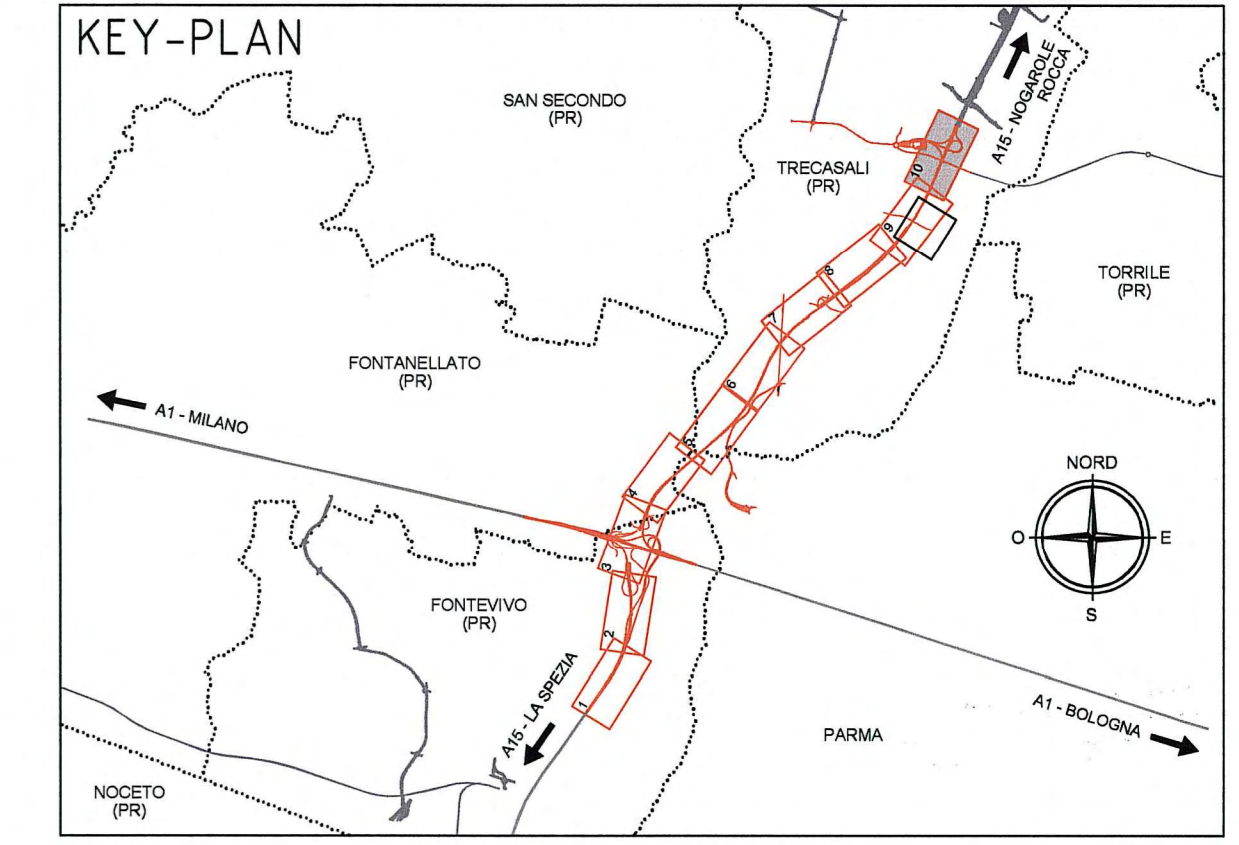 KEY-PLAN
SAN SECONDO
(PR)
A15 - NOGAROLE
ROCCA
TRECASALI
(PR)
10
9
TORRILE
(PR)
8
7
FONTANELLATO
(PR)
6
A1 - MILANO
5
NORD
O
E
S
4
3
FONTEVIVO
(PR)
2
1
A15 - LA SPEZIA
A1 - BOLOGNA
PARMA
NOCETO
(PR)